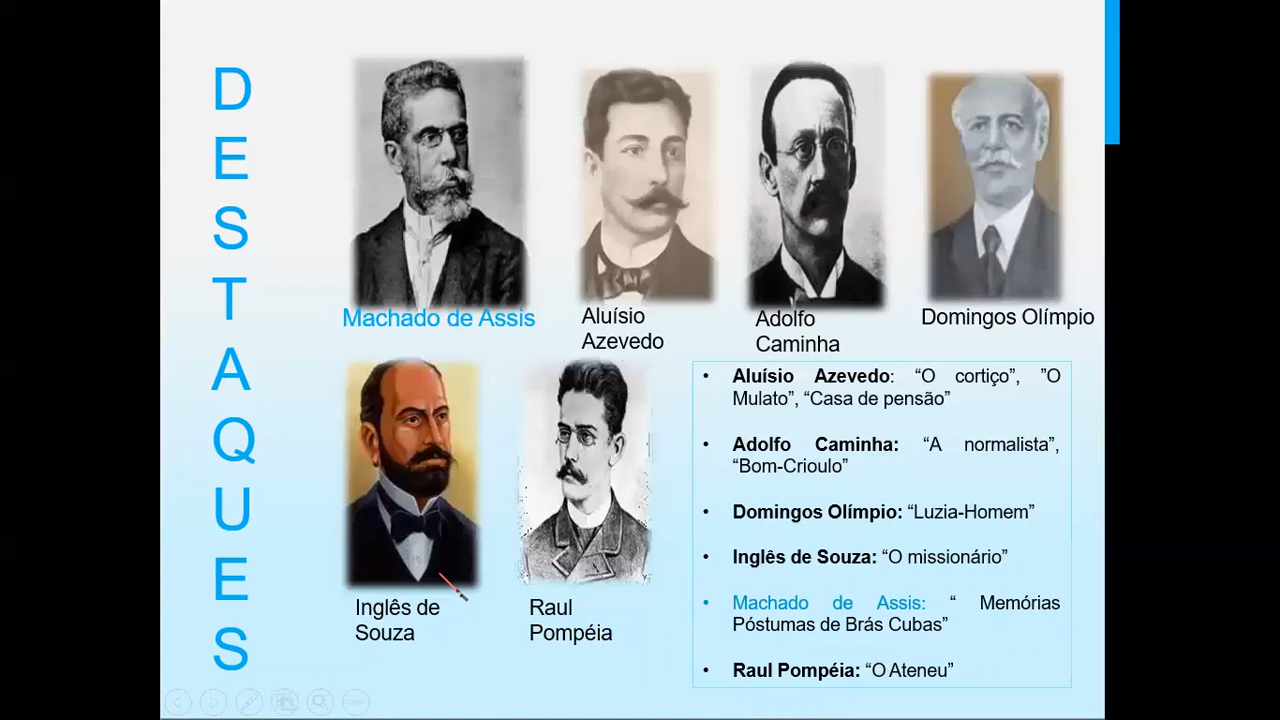 D
E
S
T
A
Q
U
E
S
Machado de Assis
Aluísio
Azevedo
Adolfo
Caminha
Domingos Olímpio
Inglês de
Souza
Raul
Pompéia
• Aluísio Azevedo: “O cortiço”, ”O
Mulato”, “Casa de pensão”
• Adolfo Caminha: “A normalista”,
“Bom-Crioulo”
• Domingos Olímpio: “Luzia-Homem”
• Inglês de Souza: “O missionário”
• Machado de Assis: “ Memórias
Póstumas de Brás Cubas”
• Raul Pompéia: “O Ateneu”